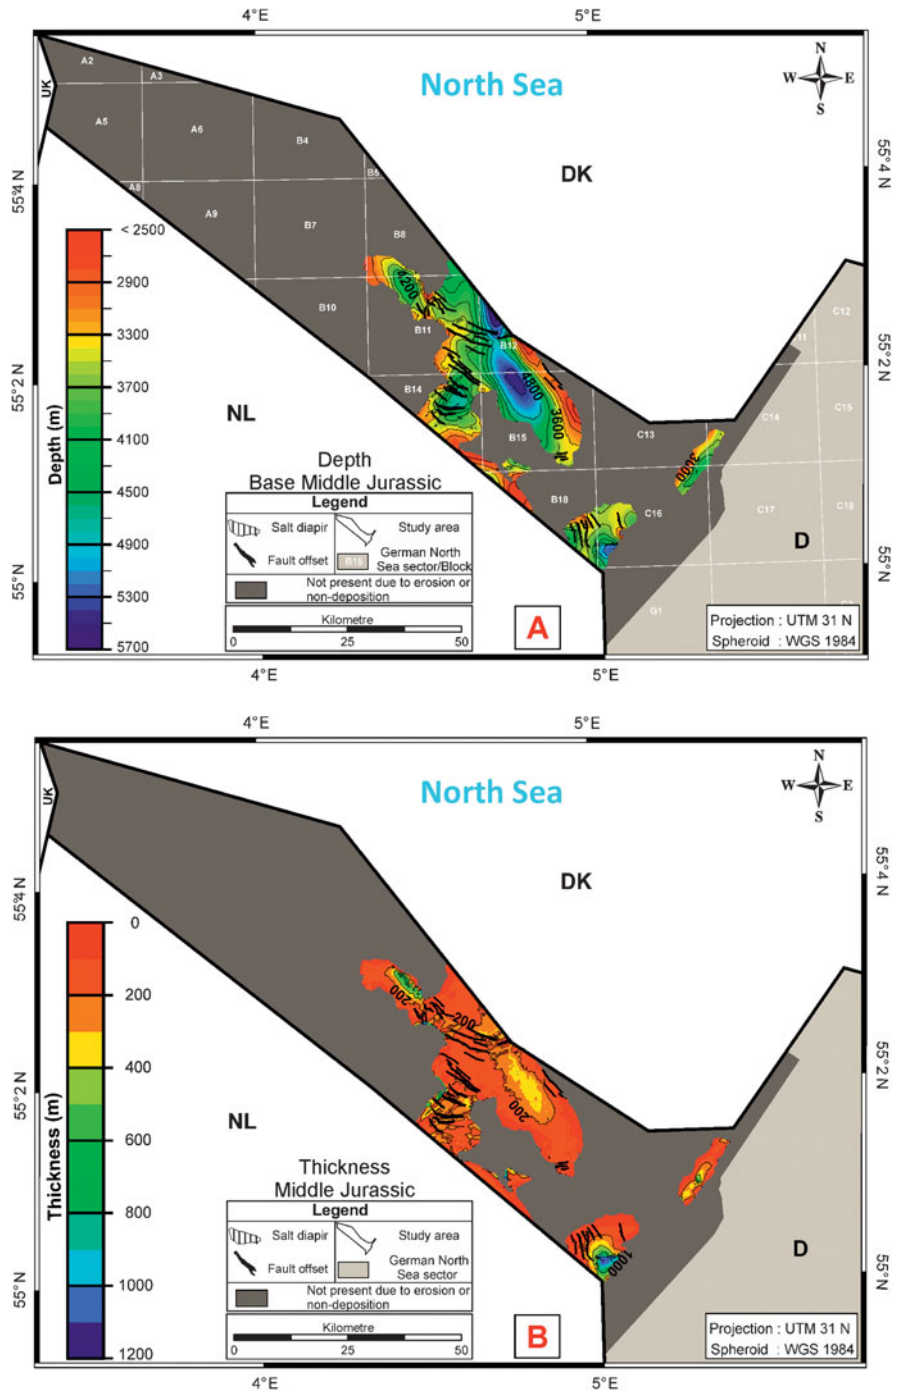 4°E
5°E
North Sea
N
W
E
S
UK
A2
A3
A5
A6
B4
B5
A8
A9
B7
B8
B10
B11
B12
B14
B15
B18
C13
C14
C11
C12
C15
C16
C17
C18
G1
DK
NL
D
55°4 N
55°2 N
55°N
55°4 N
55°2 N
55°N
4200
4800
3600
3000
< 2500
2900
3300
3700
4100
4500
4900
5300
5700
Depth (m)
Depth
Base Middle Jurassic
Legend
Salt diapir
Study area
Fault offset
German North
Sea sector/Block
B15
Not present due to erosion or
non-deposition
Kilometre
0 25 50
A
Projection : UTM 31 N
Spheroid : WGS 1984
4°E
5°E
4°E
5°E
North Sea
N
W
E
S
UK
DK
NL
D
55°4 N
55°2 N
55°N
55°4 N
55°2 N
55°N
200
200
200
1000
0
200
400
600
800
1000
1200
Thickness (m)
Thickness
Middle Jurassic
Legend
Salt diapir
Study area
Fault offset
German North
Sea sector
Not present due to erosion or
non-deposition
Kilometre
0 25 50
B
Projection : UTM 31 N
Spheroid : WGS 1984
4°E
5°E